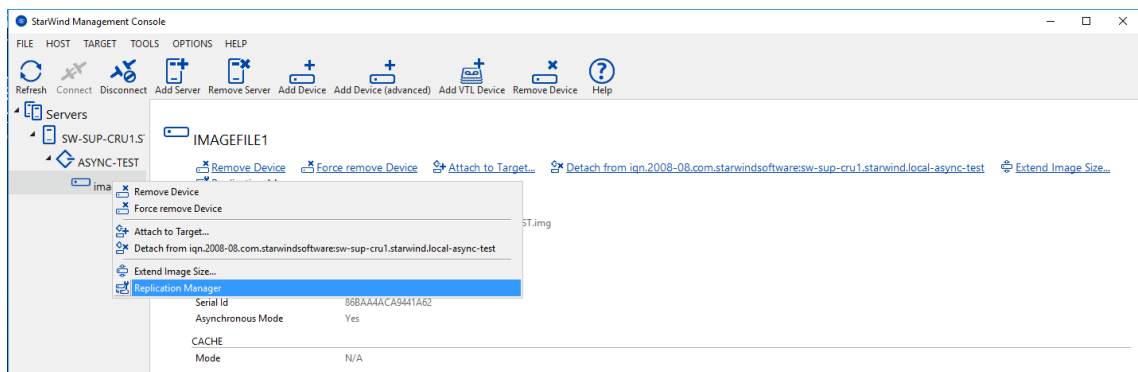 StarWind Management Console
FILE HOST TARGET TOOLS OPTIONS HELP
Refresh Connect Disconnect Add Server Remove Server Add Device Add Device (advanced) Add VTL Device Remove Device Help
Servers
SW-SUP-CRU1.S
ASYNC-TEST
ima
IMAGEFILE1
Remove Device Force remove Device Attach to Target... Detach from iqn.2008-08.com.starwindsoftware:sw-sup-cru1.starwind.local-async-test Extend Image Size...
Remove Device
Force remove Device
Attach to Target...
ST.img
Detach from iqn.2008-08.com.starwindsoftware:sw-sup-cru1.starwind.local-async-test
Extend Image Size...
Replication Manager
Serial Id 86BAA4ACA9441A62
Asynchronous Mode Yes
CACHE
Mode N/A